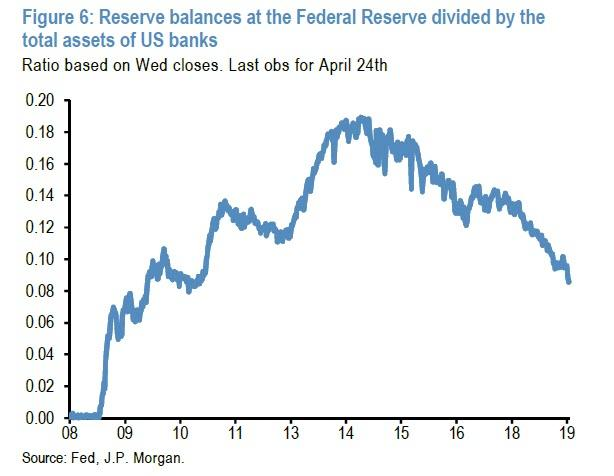 Figure 6: Reserve balances at the Federal Reserve divided by the
total assets of US banks
Ratio based on Wed closes. Last obs for April 24th
0.20
0.18
0.16
0.14
0.12
0.10
0.08
0.06
0.04
0.02
0.00
08 09 10 11 13 14 15 16 17 19
Source: Fed, J.P. Morgan.